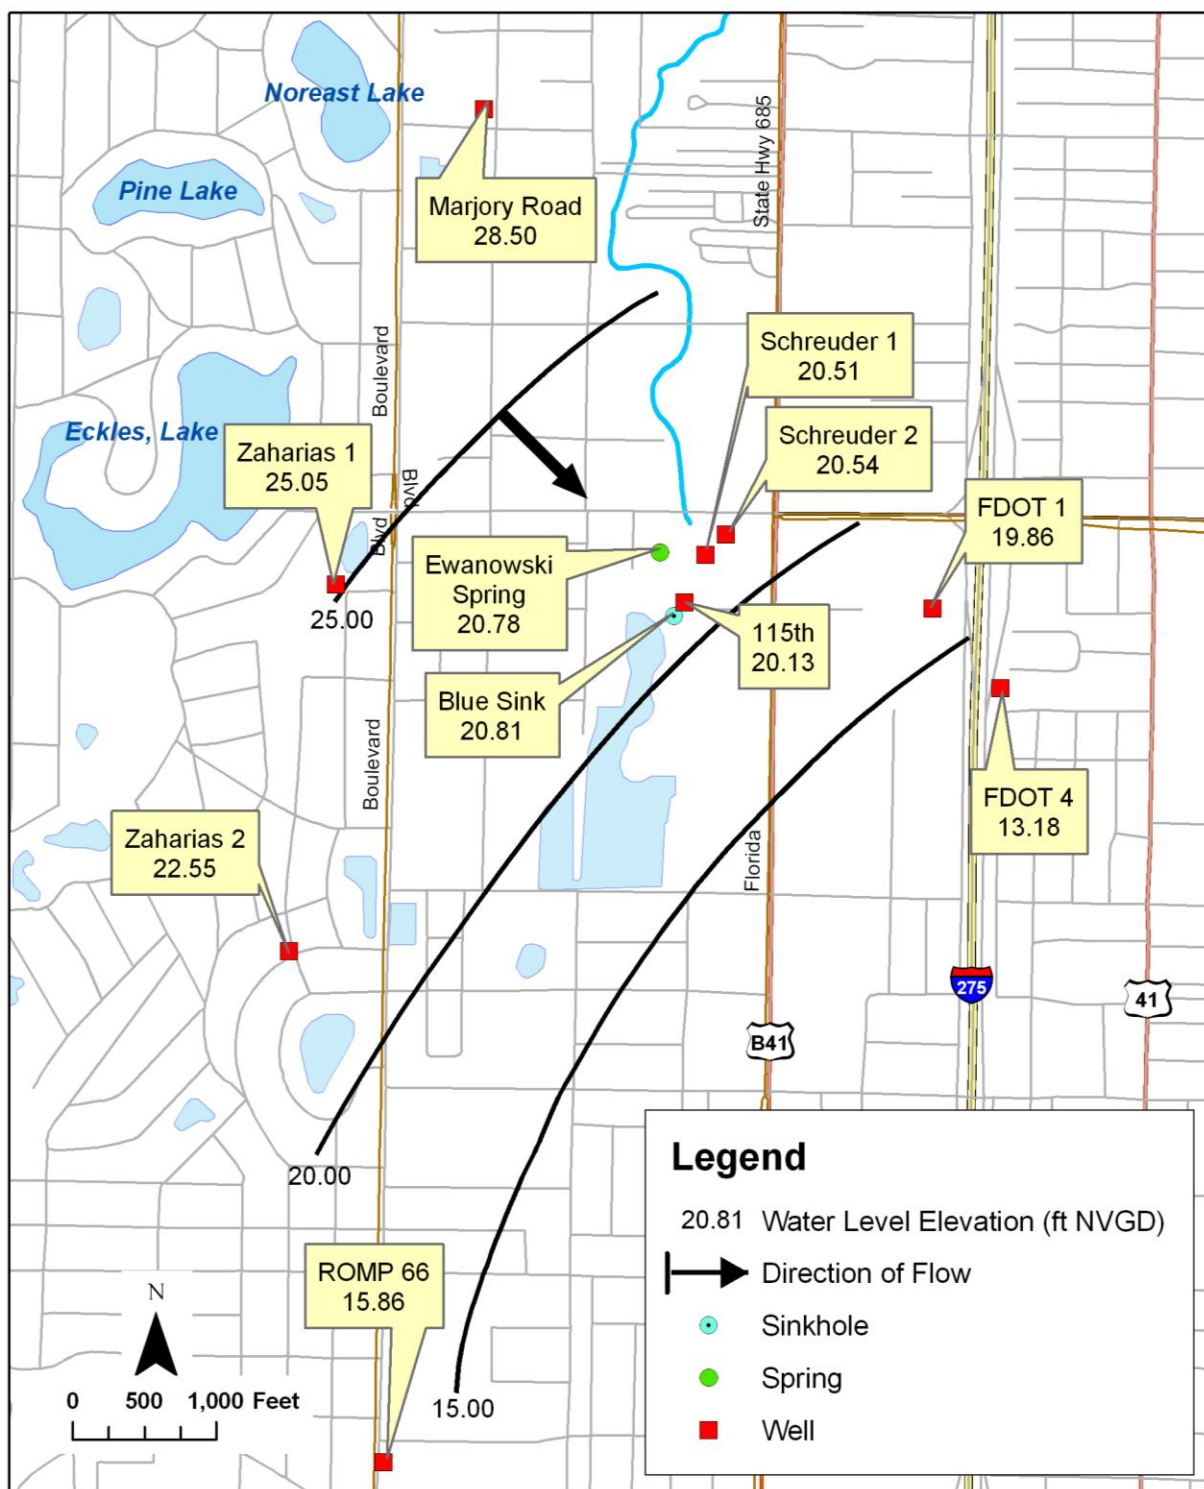 Noreast Lake
Pine Lake
State Hwy 685
Marjory Road
28.50
Boulevard
Schreuder 1
20.51
Eckles, Lake
Zaharias 1
25.05
Schreuder 2
20.54
Blvd
Blvd
FDOT 1
19.86
Ewanowski
Spring
20.78
25.00
115th
20.13
Blue Sink
20.81
Boulevard
FDOT 4
13.18
Zaharias 2
22.55
Florida
275
41
B41
20.00
Legend
20.81 Water Level Elevation (ft NVGD)
Direction of Flow
Sinkhole
Spring
Well
ROMP 66
15.86
N
0 500 1,000 Feet
15.00